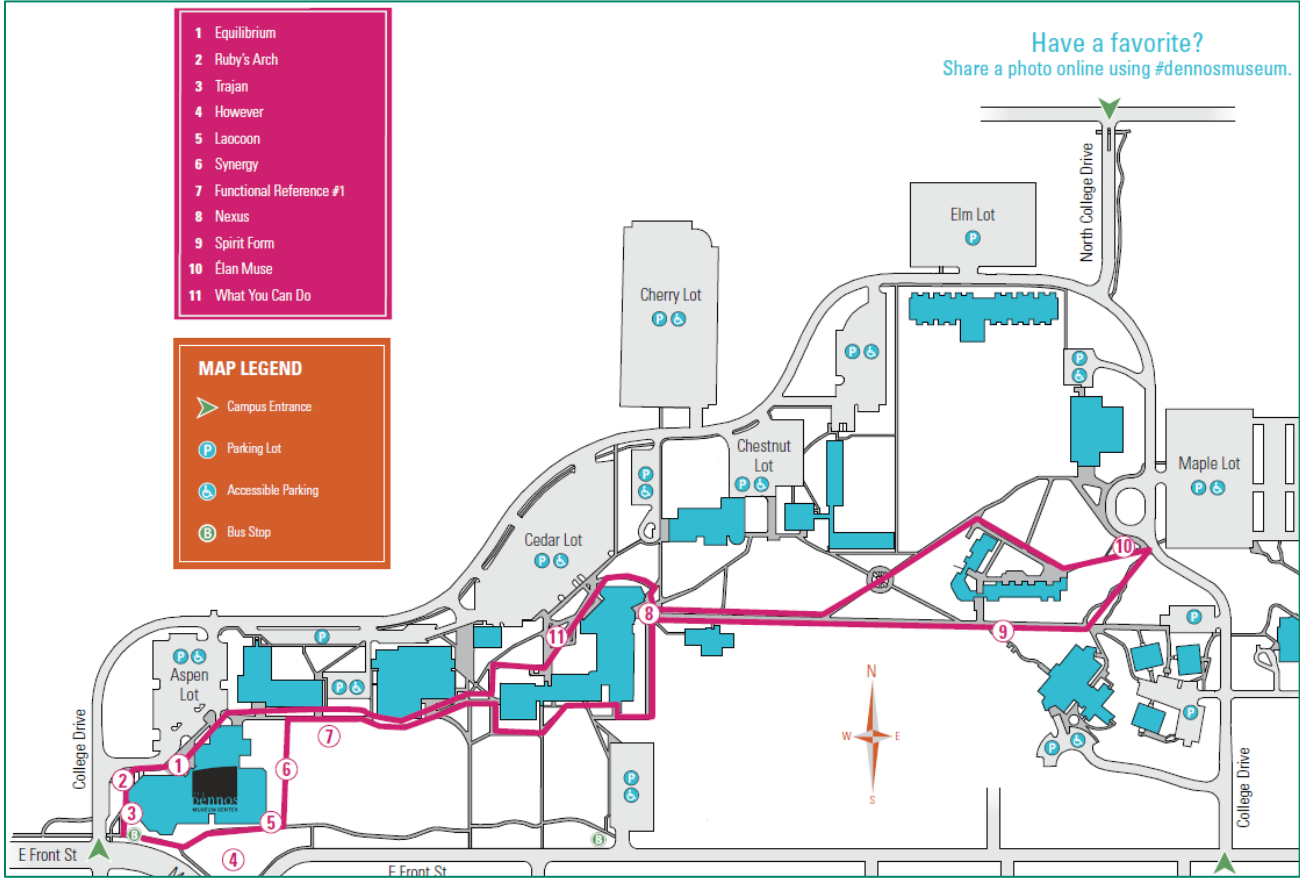 1 Equilibrium
2 Ruby's Arch
3 Trajan
4 However
5 Laocoon
6 Synergy
7 Functional Reference #1
8 Nexus
9 Spirit Form
10 Élan Muse
11 What You Can Do
MAP LEGEND
Campus Entrance
P Parking Lot
Accessible Parking
B Bus Stop
Have a favorite?
Share a photo online using #dennosmuseum.
North College Drive
Elm Lot
P
Cherry Lot
P
P
P
Chestnut
Lot
P
P
Maple Lot
P
Cedar Lot
P
10
8
11
9
P
P
Aspen
Lot
P
P
N
W E
S
7
6
1
2
3
5
4
dennos
MUSEUM CENTER
College Drive
B
B
P
P
P
College Drive
E Front St
E Front St